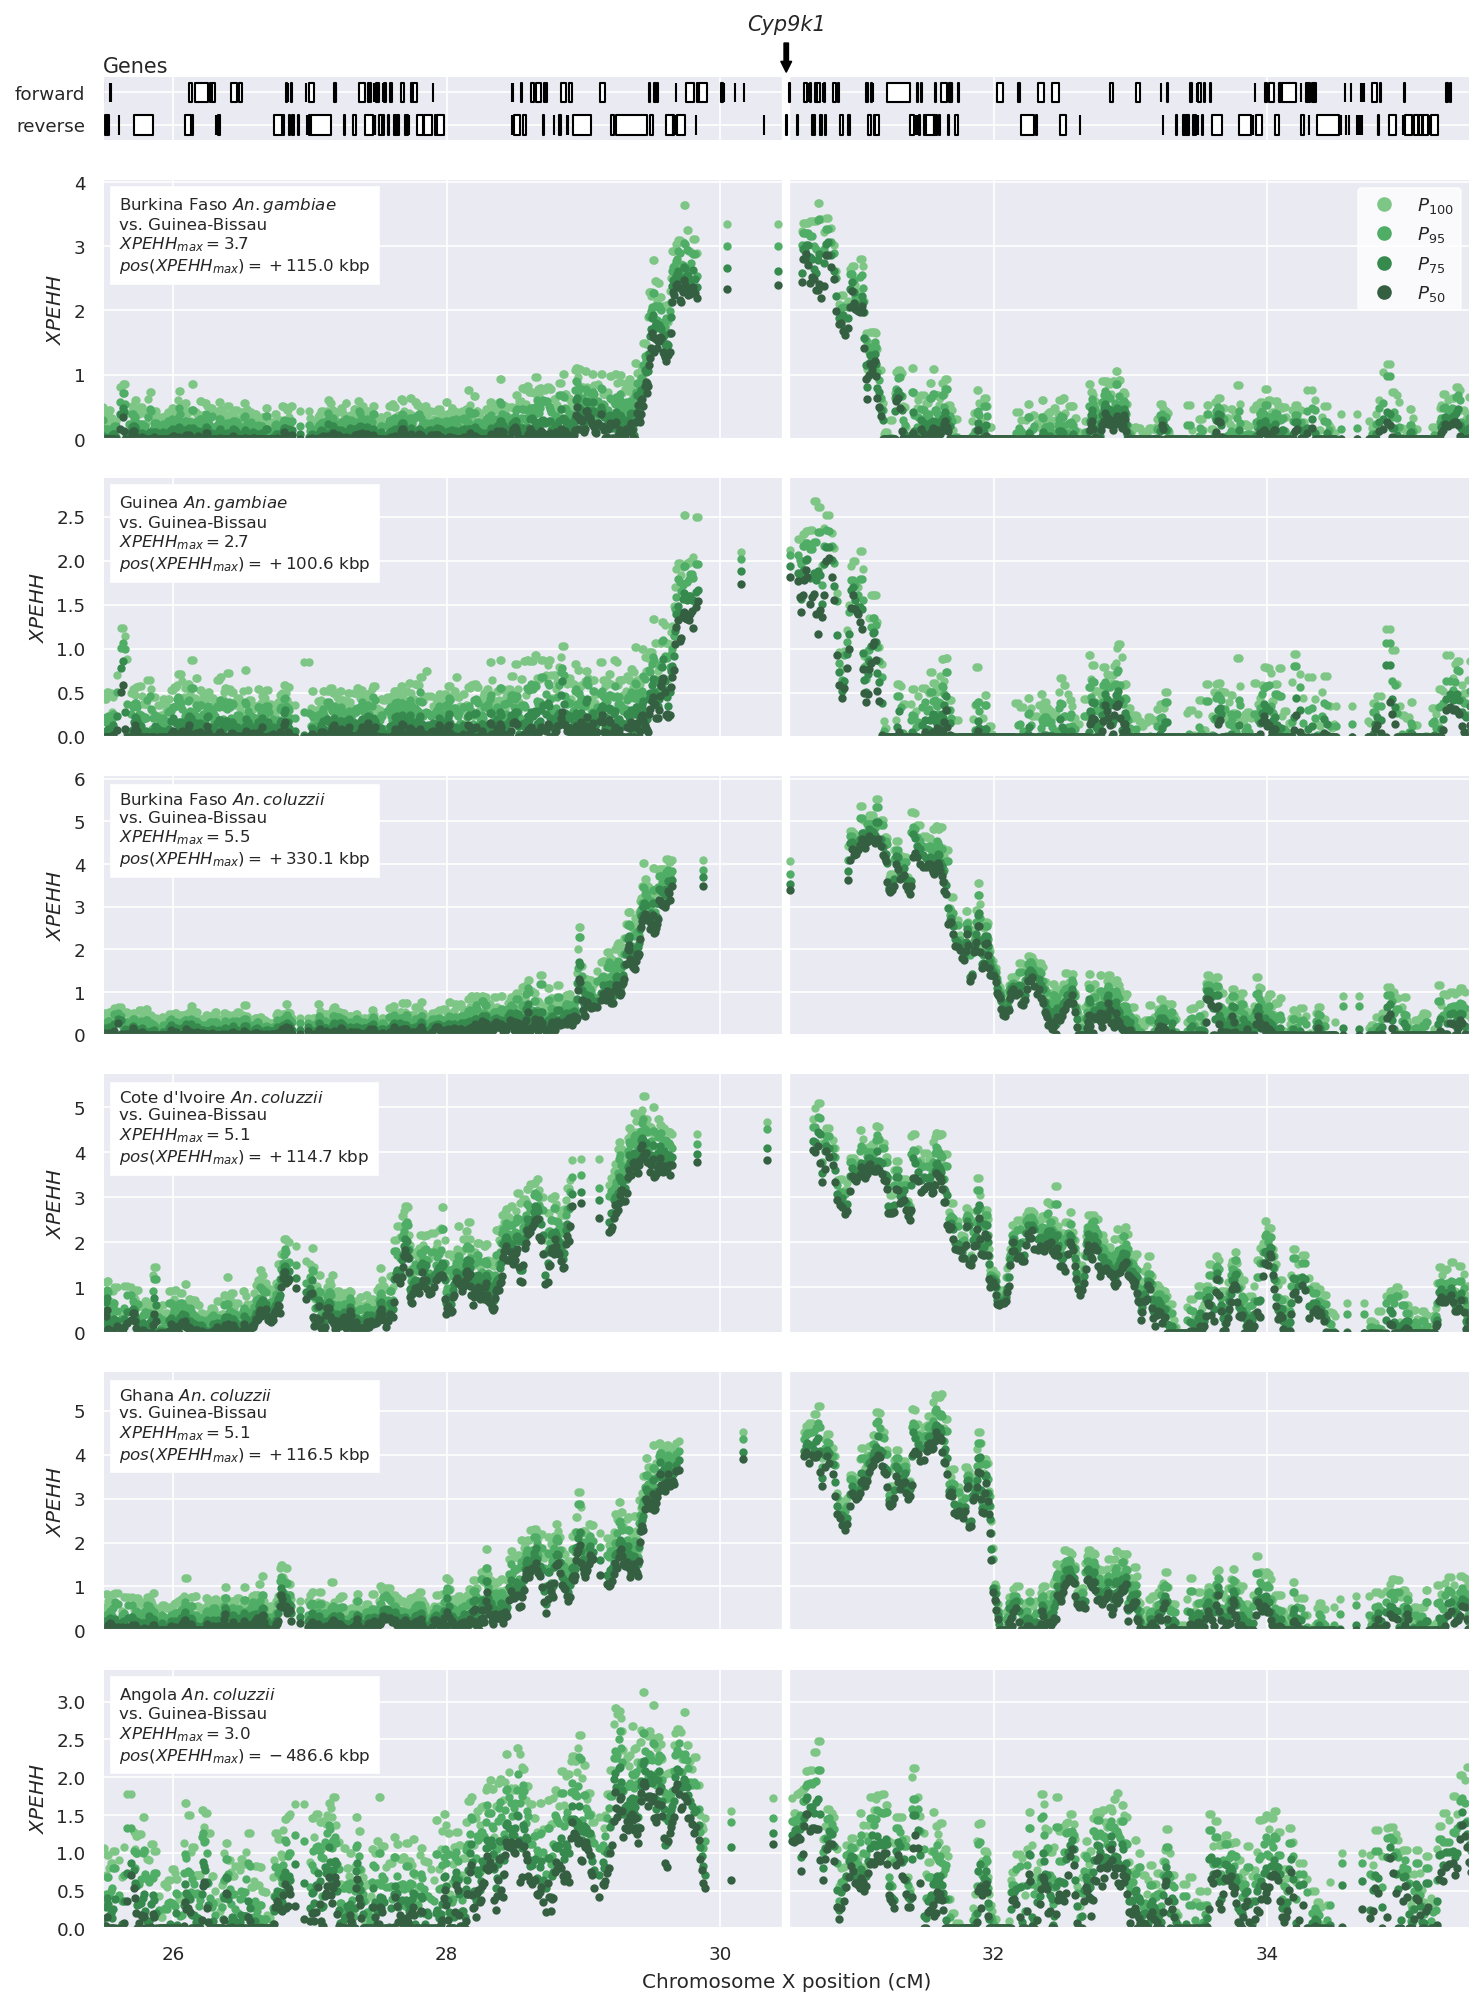 Cyp9k1
Genes
forward
reverse
4
3
2
1
0
XPEHH
Burkina Faso An. gambiae
vs. Guinea-Bissau
XPEHHmax = 3.7
pos(XPEHHmax) = +115.0 kbp
P100
P95
P75
P50
2.5
2.0
1.5
1.0
0.5
0.0
XPEHH
Guinea An. gambiae
vs. Guinea-Bissau
XPEHHmax = 2.7
pos(XPEHHmax) = +100.6 kbp
6
5
4
3
2
1
0
XPEHH
Burkina Faso An. coluzzii
vs. Guinea-Bissau
XPEHHmax = 5.5
pos(XPEHHmax) = +330.1 kbp
5
4
3
2
1
0
XPEHH
Cote d'Ivoire An. coluzzii
vs. Guinea-Bissau
XPEHHmax = 5.1
pos(XPEHHmax) = +114.7 kbp
5
4
3
2
1
0
XPEHH
Ghana An. coluzzii
vs. Guinea-Bissau
XPEHHmax = 5.1
pos(XPEHHmax) = +116.5 kbp
3.0
2.5
2.0
1.5
1.0
0.5
0.0
XPEHH
Angola An. coluzzii
vs. Guinea-Bissau
XPEHHmax = 3.0
pos(XPEHHmax) = −486.6 kbp
26 28 30 32 34
Chromosome X position (cM)